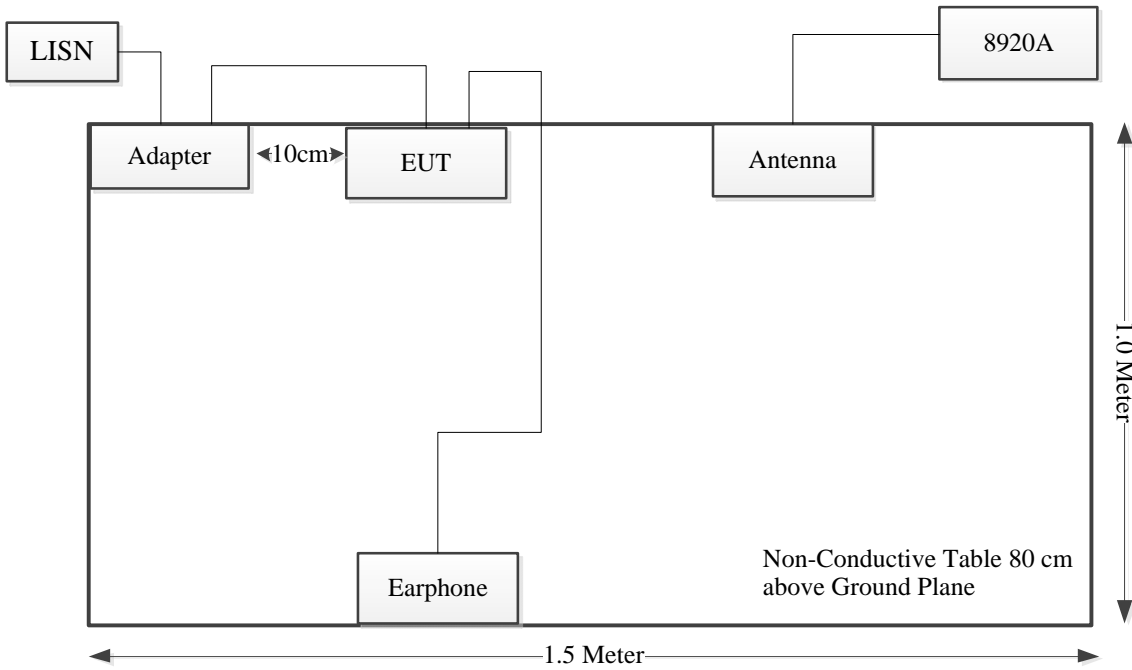 LISN
8920A
Adapter
10cm
EUT
Antenna
1.0 Meter
Earphone
Non-Conductive Table 80 cm
above Ground Plane
1.5 Meter